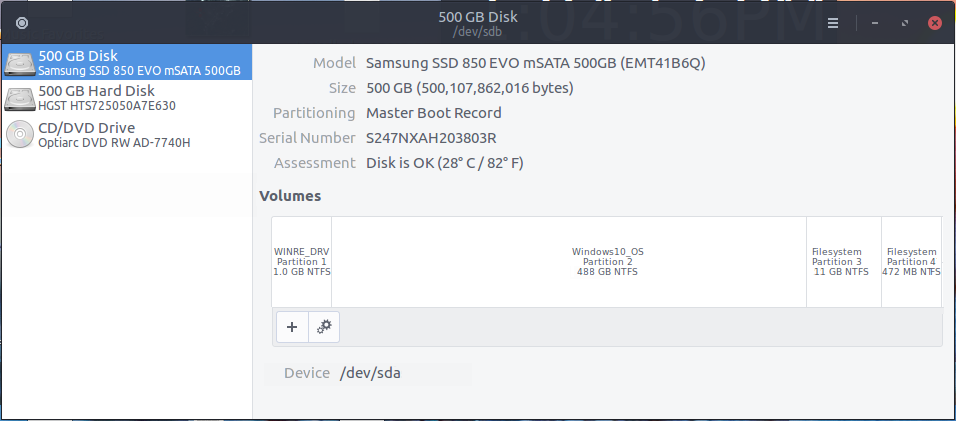 :04:56PM
500 GB Disk
/dev/sdb
500 GB Disk
Samsung SSD 850 EVO mSATA 500GB
500 GB Hard Disk
HGST HTS725050A7E630
CD/DVD Drive
Optiarc DVD RW AD-7740H
Model Samsung SSD 850 EVO mSATA 500GB (EMT41B6Q)
Size 500 GB (500,107,862,016 bytes)
Partitioning Master Boot Record
Serial Number S247NXAH203803R
Assessment Disk is OK (28° C / 82° F)
Volumes
WINRE_DRV
Partition 1
1.0 GB NTFS
Windows10_OS
Partition 2
488 GB NTFS
Filesystem
Partition 3
11 GB NTFS
Filesystem
Partition 4
472 MB NTFS
Device /dev/sda